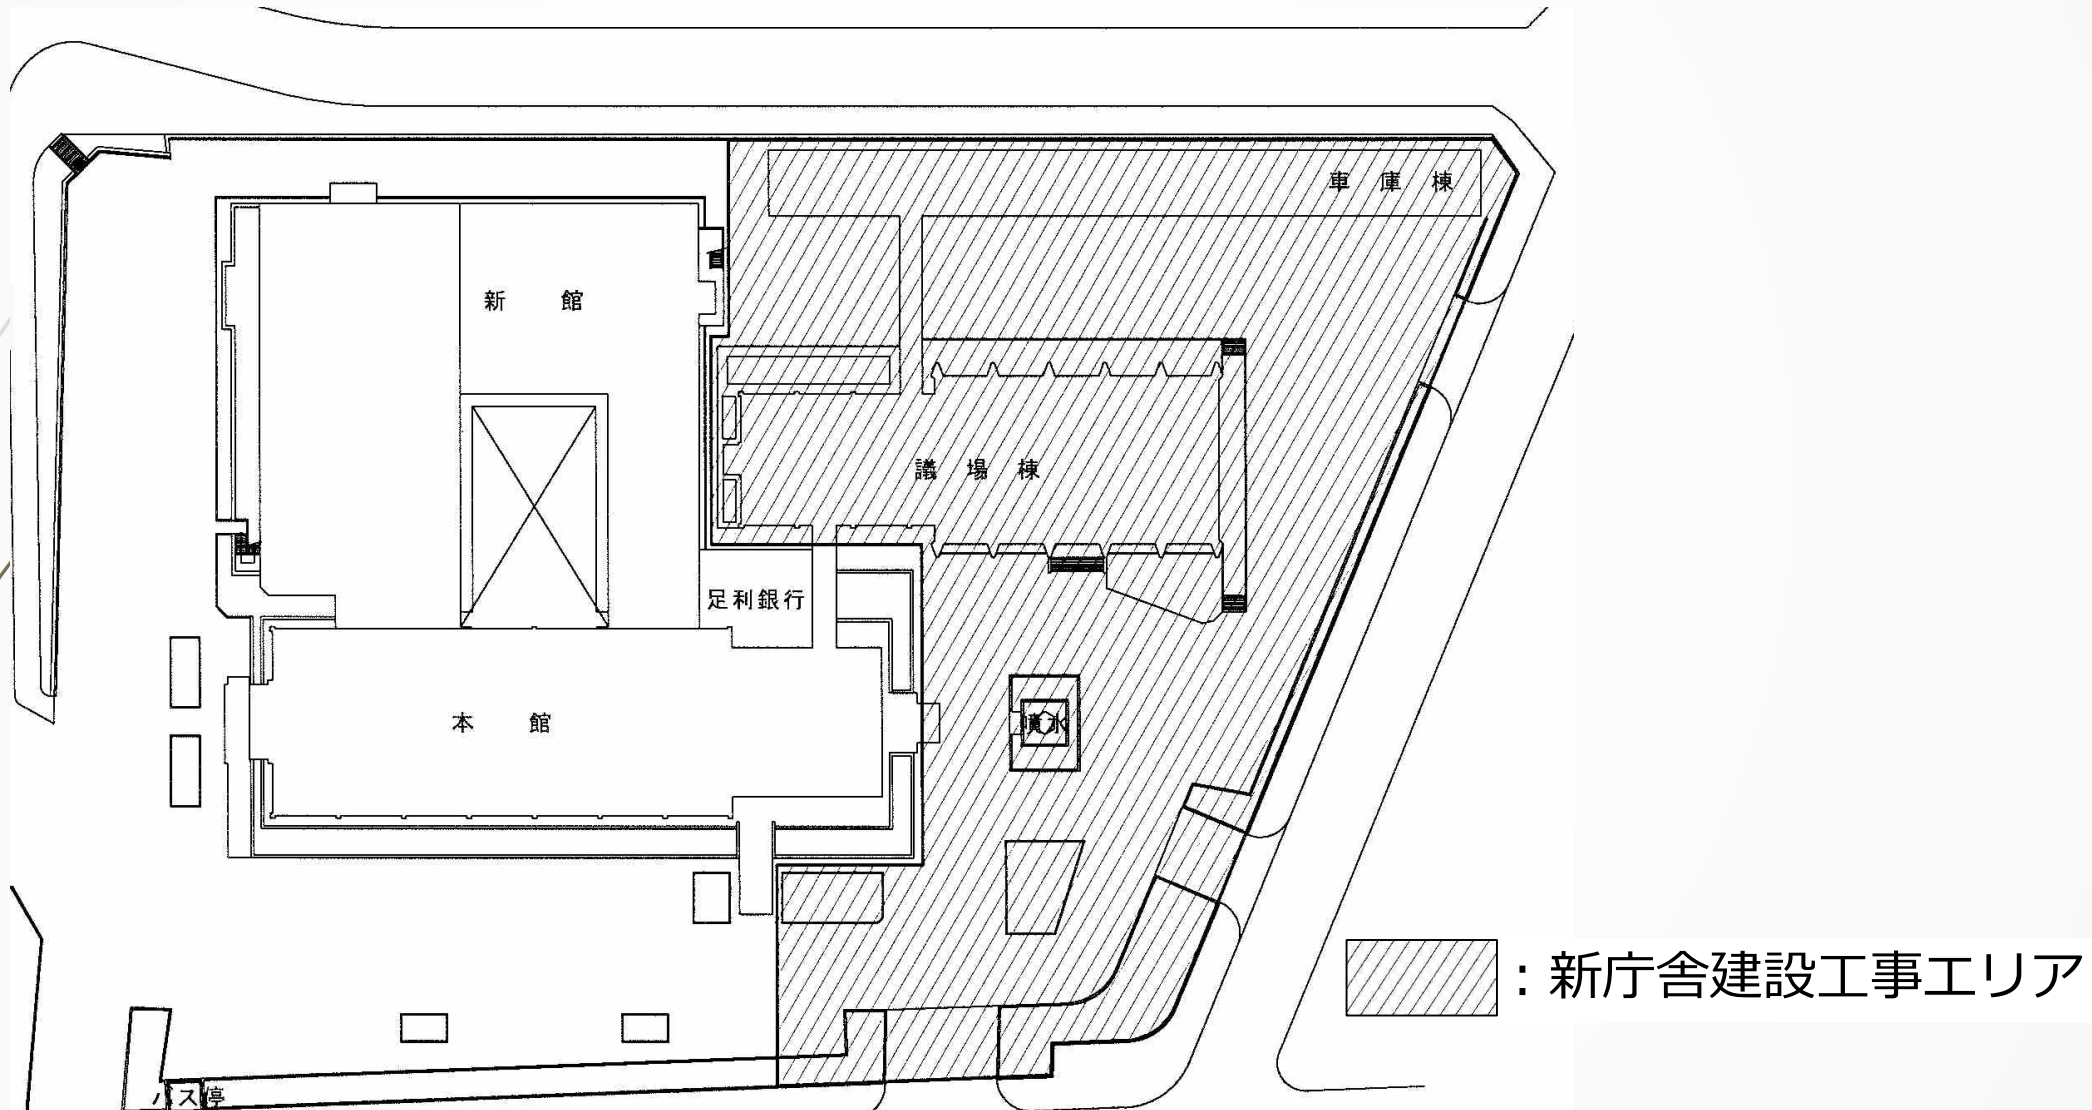 車庫棟
新館
議場棟
足利銀行
本館
噴水
:新庁舎建設工事エリア
バス停